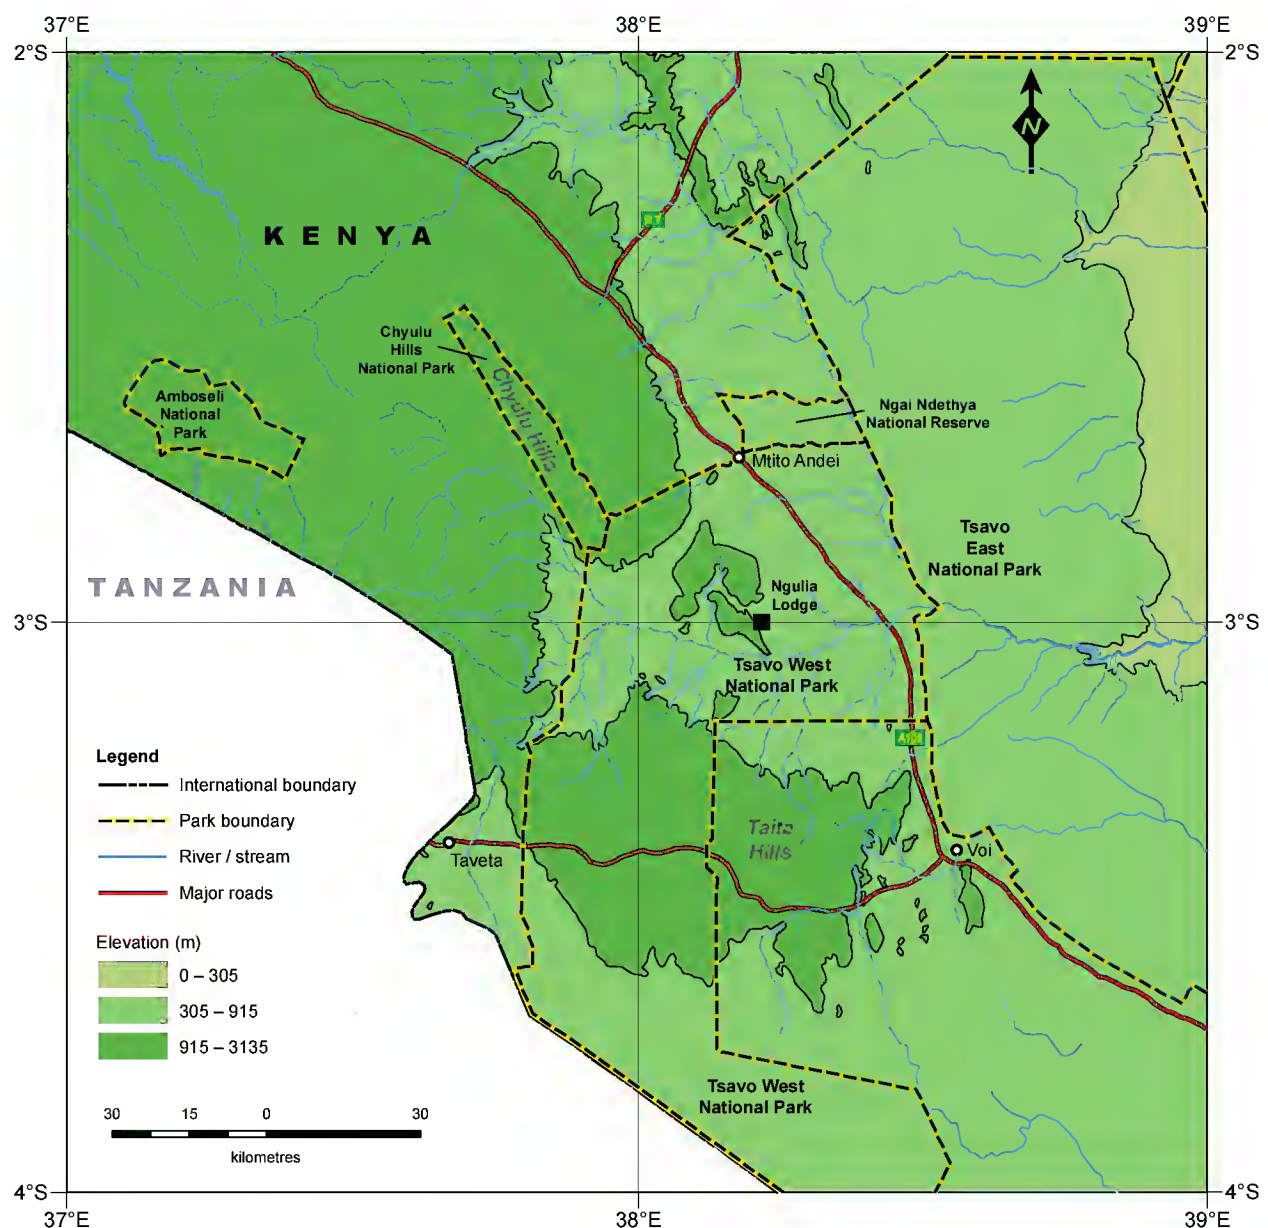 37°E 38°E 39°E
2°S 2°S
N
B7
KENYA
Chyulu
Hills
National Park
Chyulu Hills
Amboseli
National
Park
Ngai Ndethya
National Reserve
Mtito Andei
Tsavo
East
National Park
TANZANIA
Ngulia
Lodge
3°S 3°S
Tsavo West
National Park
A109
Legend
International boundary
Park boundary
River / stream
Major roads
Taita
Hills
Voi
Taveta
Elevation (m)
0 – 305
305 – 915
915 – 3135
Tsavo West
National Park
30 15 0 30
kilometres
4°S 4°S
37°E 38°E 39°E